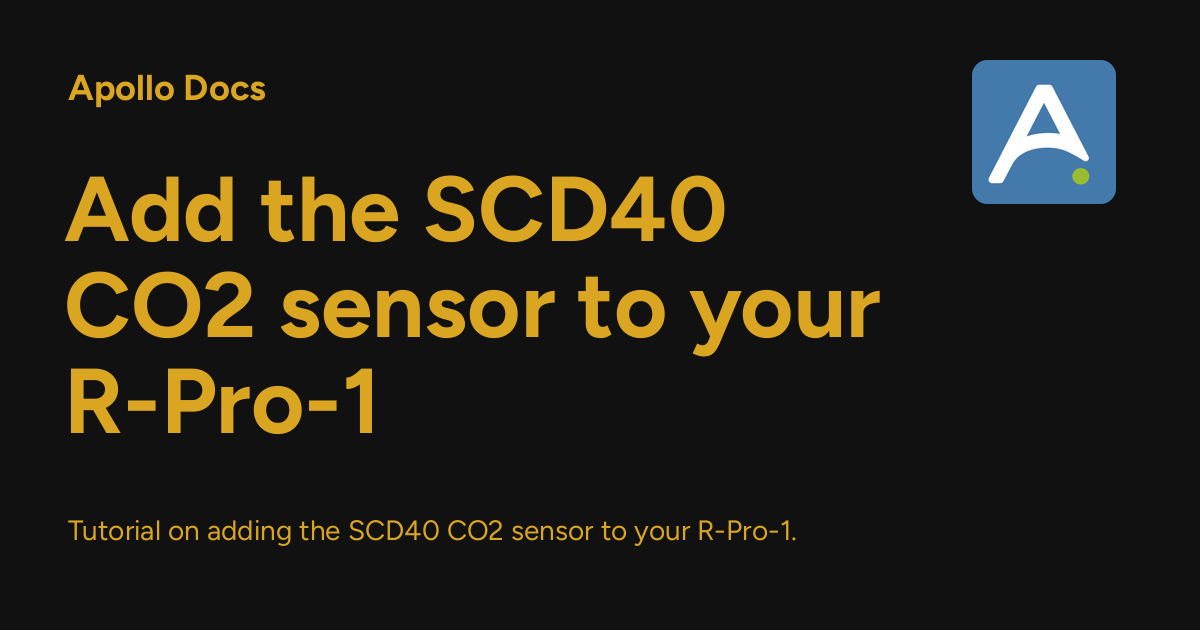 Apollo Docs
Add the SCD40
CO2 sensor to your
R-Pro-1
Tutorial on adding the SCD40 CO2 sensor to your R-Pro-1.